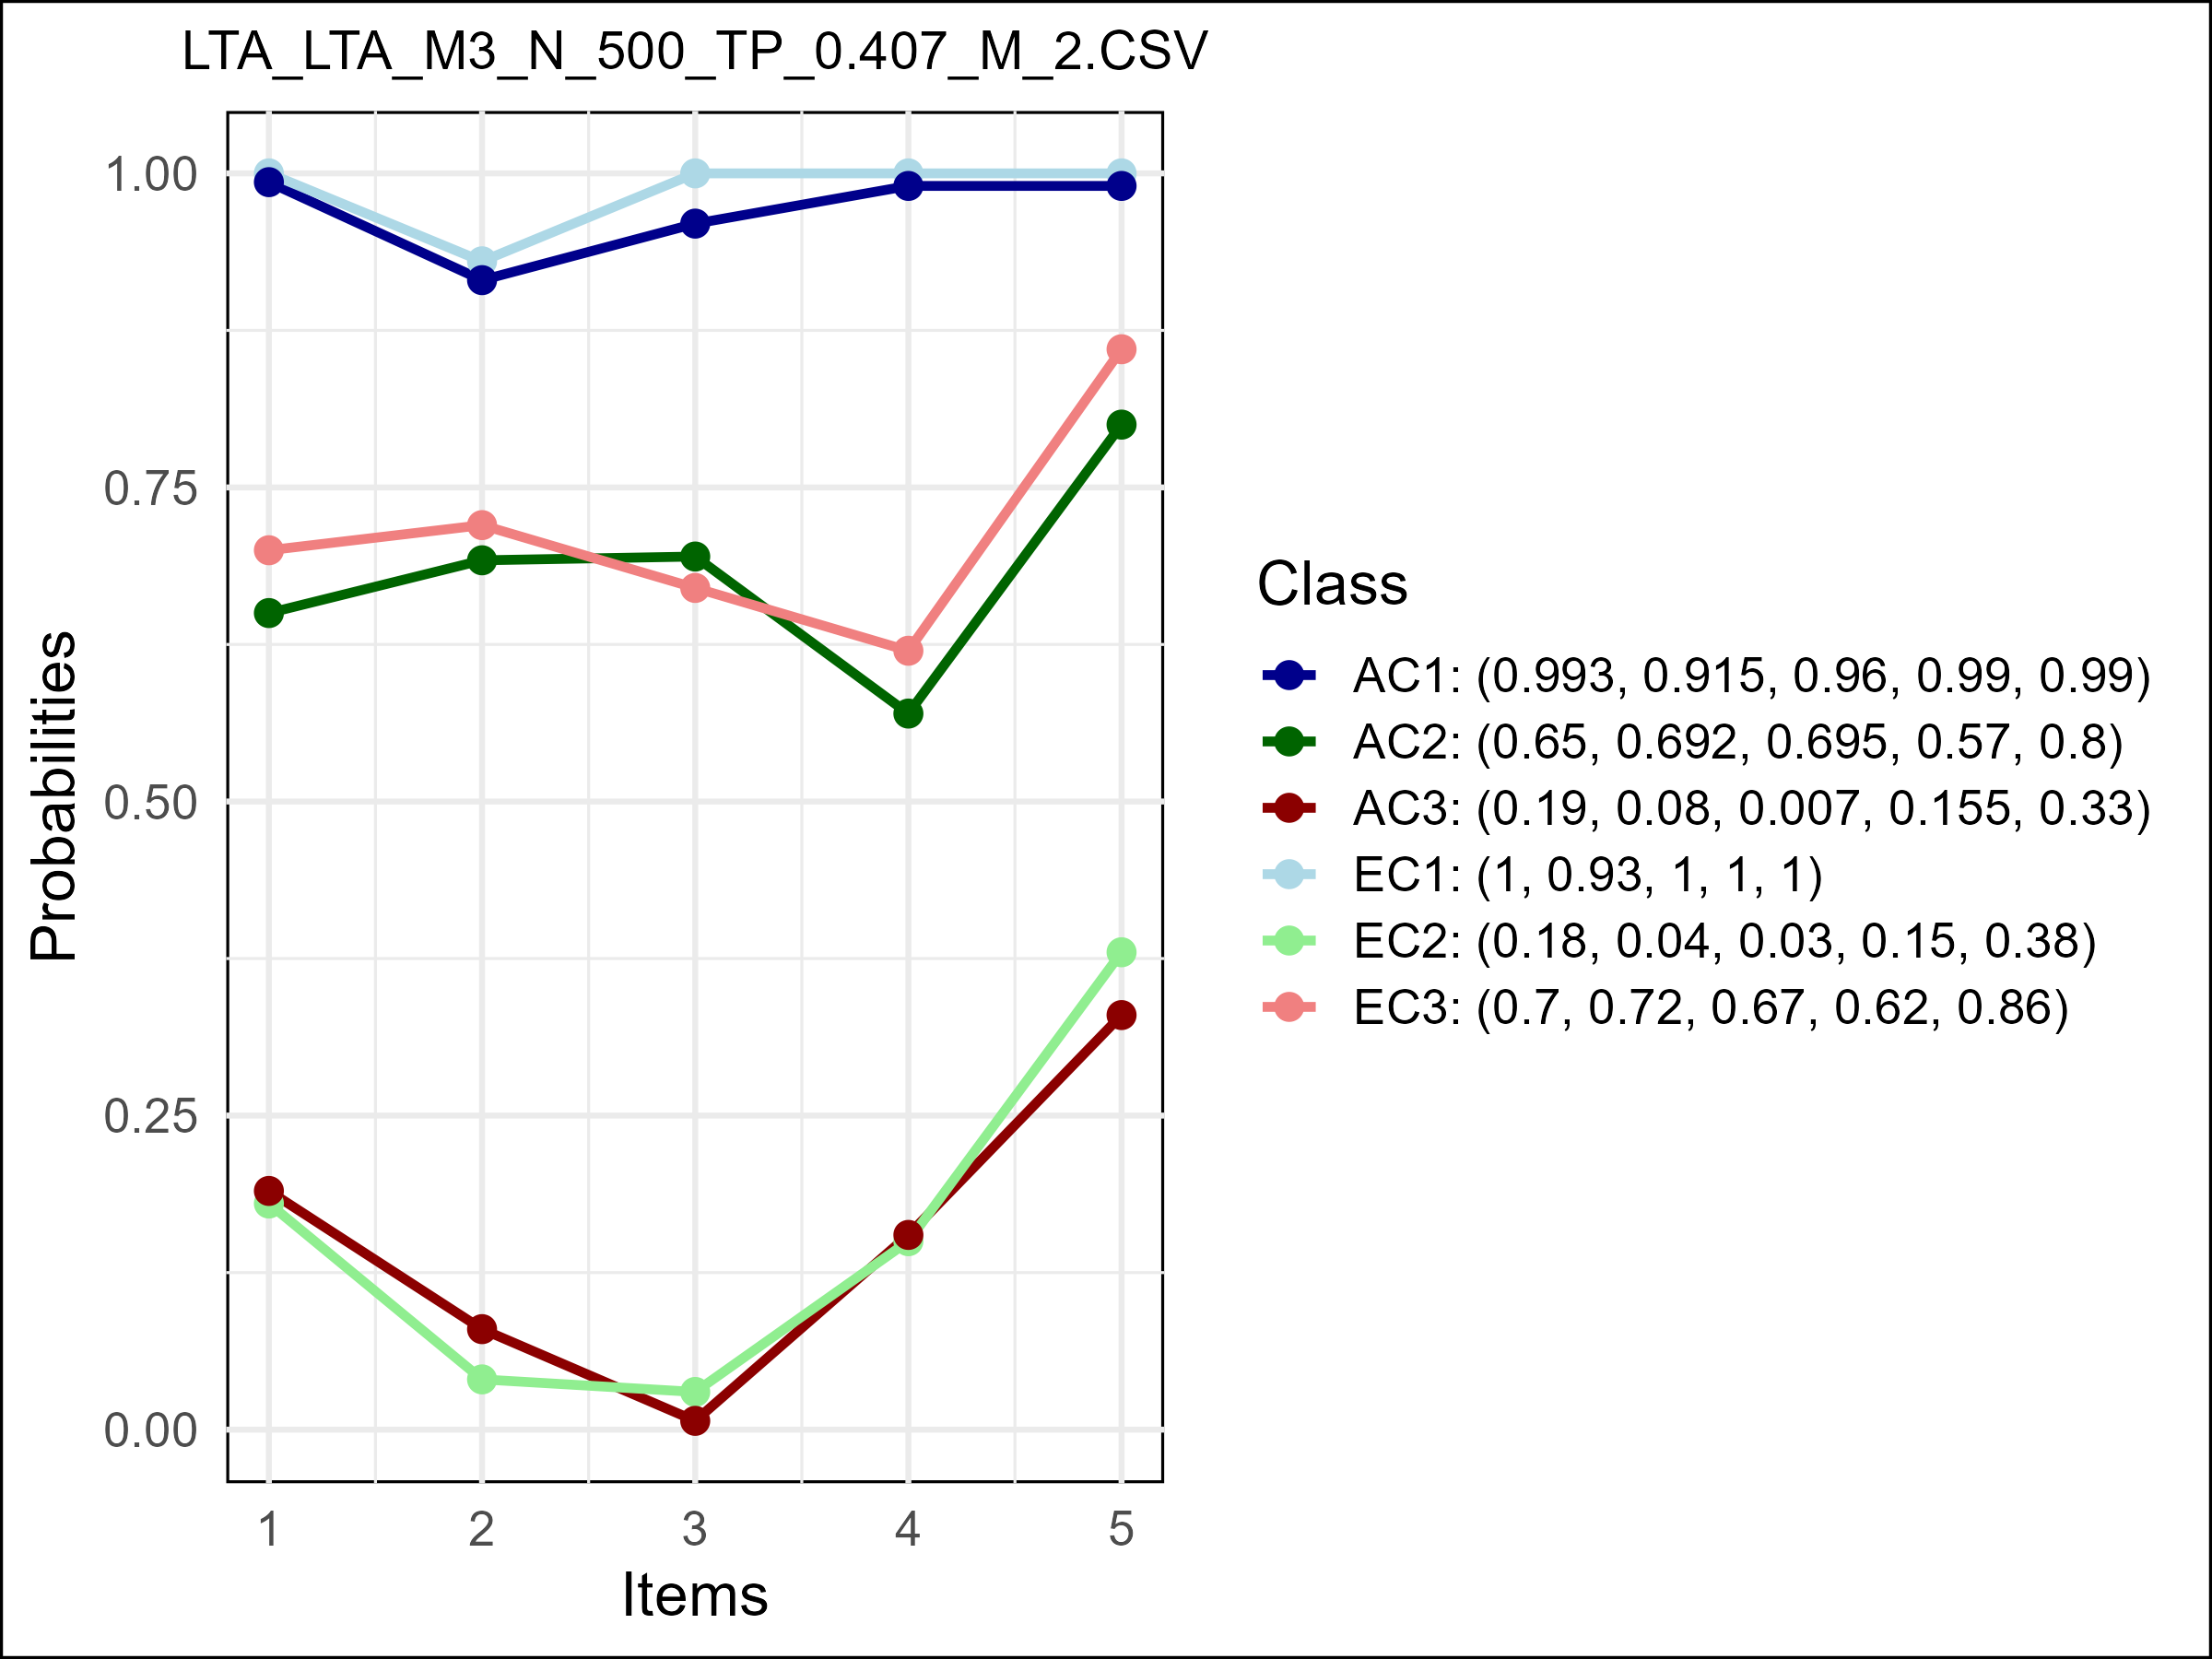 LTA_LTA_M3_N_500_TP_0.407_M_2.CSV
1.00
0.75
0.50
0.25
0.00
Probabilities
1 2 3 4 5
Items
Class
AC1: (0.993, 0.915, 0.96, 0.99, 0.99)
AC2: (0.65, 0.692, 0.695, 0.57, 0.8)
AC3: (0.19, 0.08, 0.007, 0.155, 0.33)
EC1: (1, 0.93, 1, 1, 1)
EC2: (0.18, 0.04, 0.03, 0.15, 0.38)
EC3: (0.7, 0.72, 0.67, 0.62, 0.86)